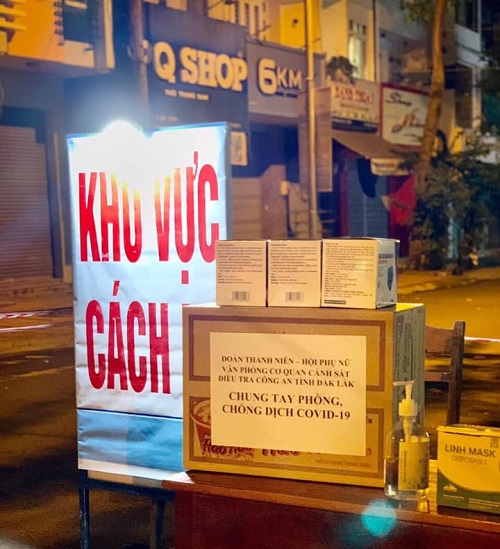 Q SHOP
6KM
KHU VỰC
CÁCH
ĐOÀN THANH NIÊN – HỘI PHỤ NỮ
VĂN PHÒNG CƠ QUAN CẢNH SÁT
ĐIỀU TRA CÔNG AN TỈNH ĐẮK LẮK
CHUNG TAY PHÒNG,
CHỐNG DỊCH COVID-19
LINH MASK
DISPOSABLE